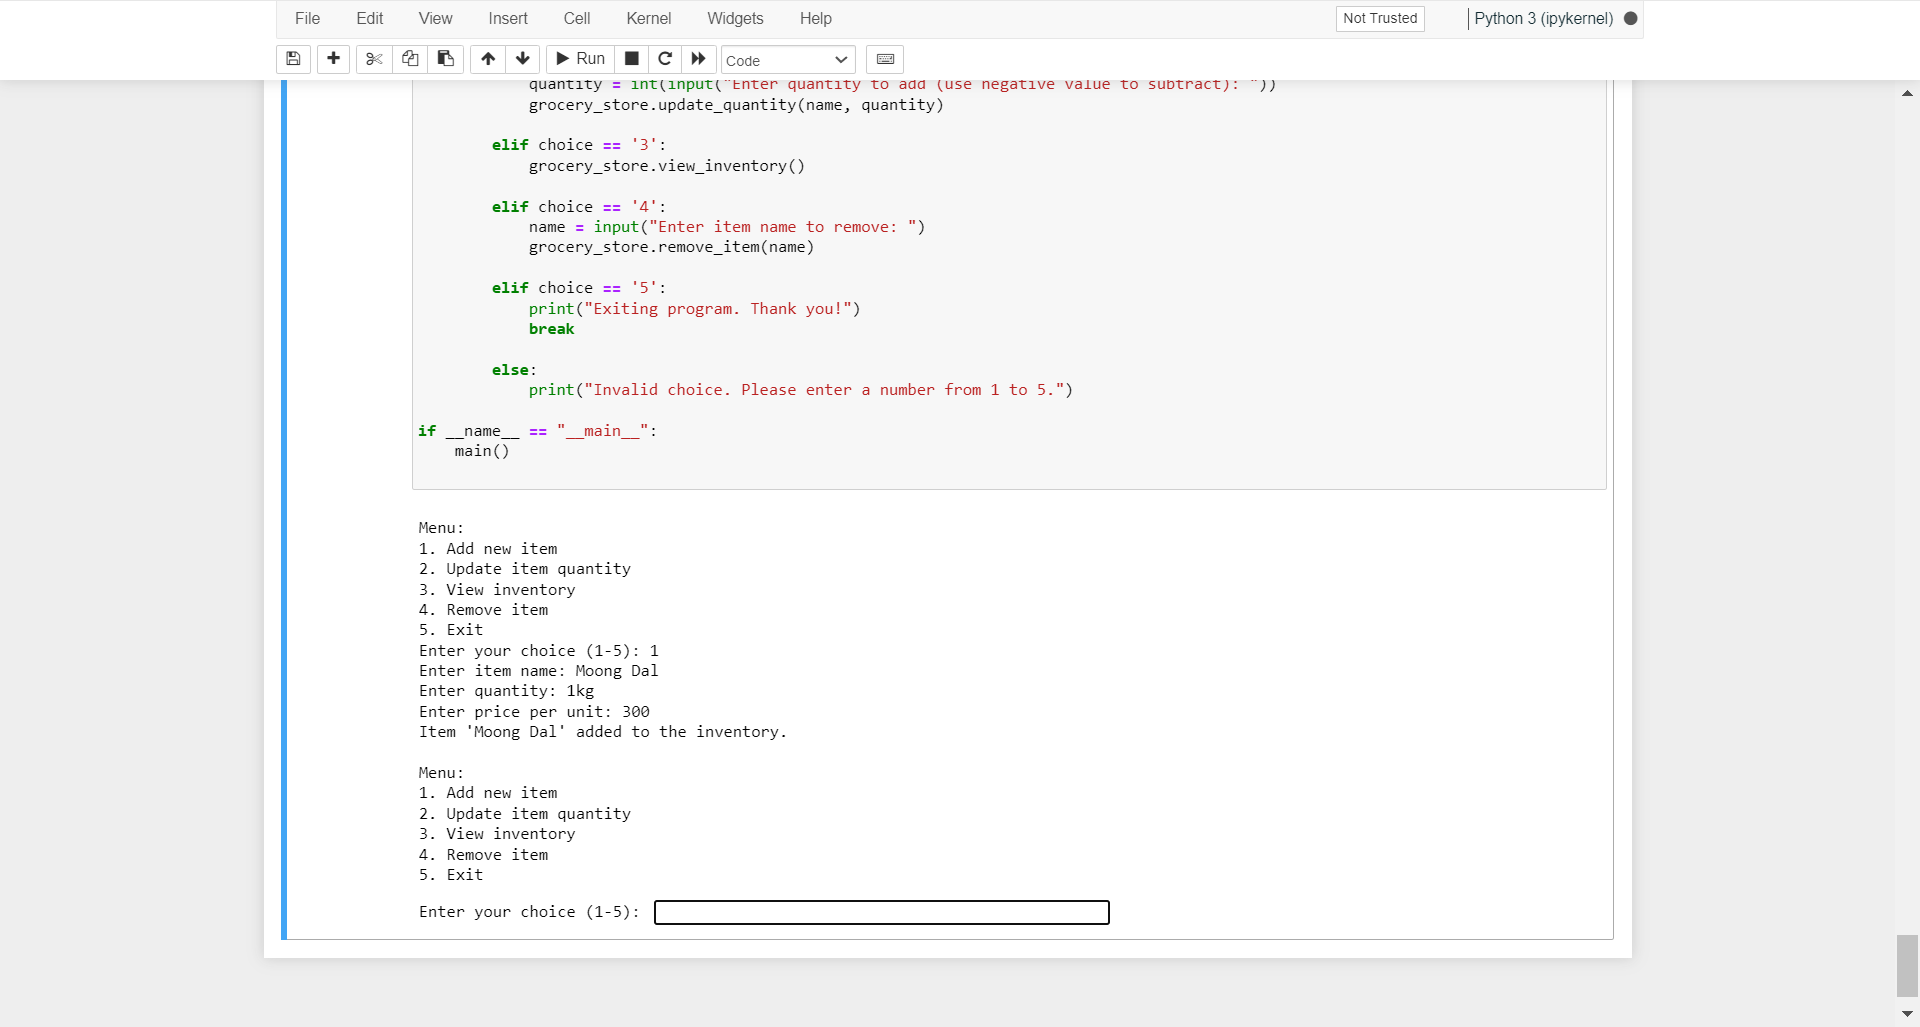 File Edit View Insert Cell Kernel Widgets Help Not Trusted Python 3 (ipykernel)
Run Code
quantity = int(input("Enter quantity to add (use negative value to subtract): "))
grocery_store.update_quantity(name, quantity)
elif choice == '3':
grocery_store.view_inventory()
elif choice == '4':
name = input("Enter item name to remove: ")
grocery_store.remove_item(name)
elif choice == '5':
print("Exiting program. Thank you!")
break
else:
print("Invalid choice. Please enter a number from 1 to 5.")
if __name__ == "__main__":
main()
Menu:
1. Add new item
2. Update item quantity
3. View inventory
4. Remove item
5. Exit
Enter your choice (1-5): 1
Enter item name: Moong Dal
Enter quantity: 1kg
Enter price per unit: 300
Item 'Moong Dal' added to the inventory.
Menu:
1. Add new item
2. Update item quantity
3. View inventory
4. Remove item
5. Exit
Enter your choice (1-5):